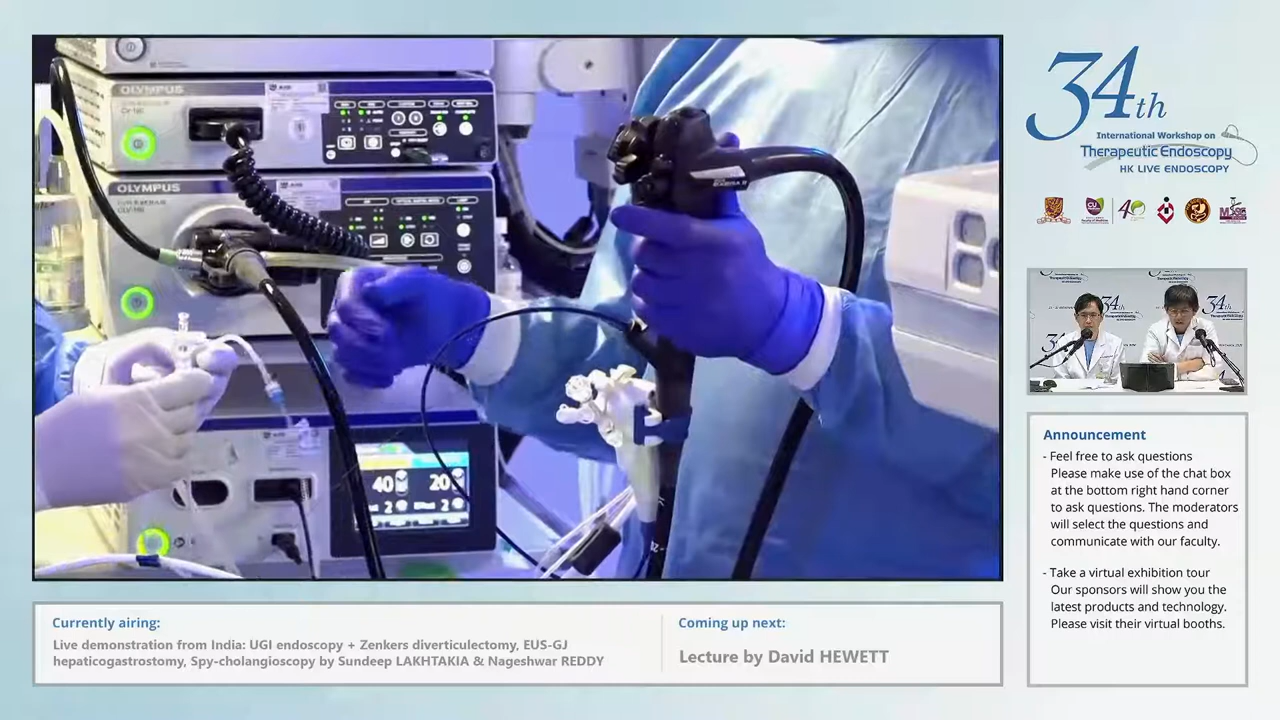 OLYMPUS
OLYMPUS
40
20
2
2
34th
International Workshop on
Therapeutic Endoscopy
HK LIVE ENDOSCOPY
34th
34th
Announcement
- Feel free to ask questions
Please make use of the chat box
at the bottom right hand corner
to ask questions. The moderators
will select the questions and
communicate with our faculty.
- Take a virtual exhibition tour
Our sponsors will show you the
latest products and technology.
Please visit their virtual booths.
Currently airing:
Live demonstration from India: UGI endoscopy + Zenkers diverticulectomy, EUS-GJ
hepaticogastrostomy, Spy-cholangioscopy by Sundeep LAKHTAKIA & Nageshwar REDDY
Coming up next:
Lecture by David HEWETT